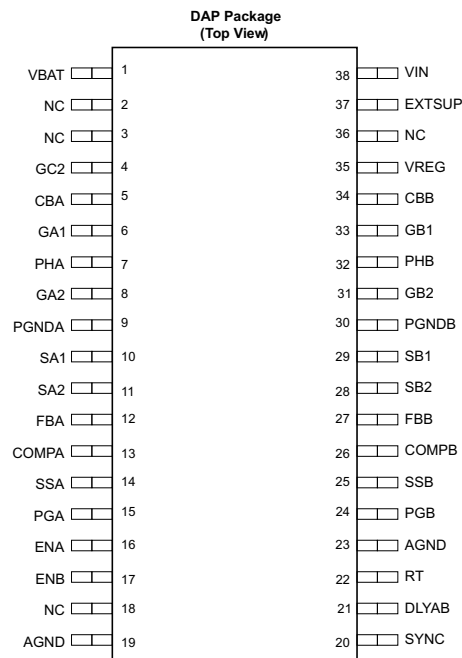 DAP Package
(Top View)
VBAT 1 38 VIN
NC 2 37 EXTSUP
NC 3 36 NC
GC2 4 35 VREG
CBA 5 34 CBB
GA1 6 33 GB1
PHA 7 32 PHB
GA2 8 31 GB2
PGNDA 9 30 PGNDB
SA1 10 29 SB1
SA2 11 28 SB2
FBA 12 27 FBB
COMPA 13 26 COMPB
SSA 14 25 SSB
PGA 15 24 PGB
ENA 16 23 AGND
ENB 17 22 RT
NC 18 21 DLYAB
AGND 19 20 SYNC